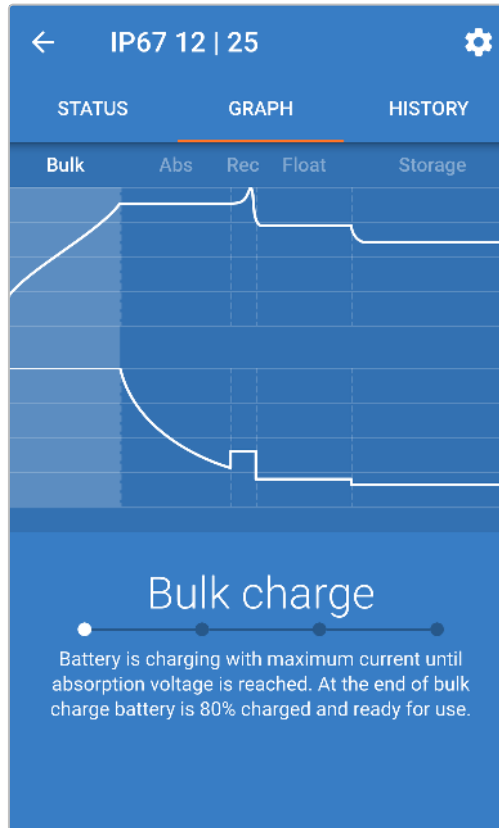 IP67 12 | 25
STATUS GRAPH HISTORY
Bulk Abs Rec Float Storage
Bulk charge
Battery is charging with maximum current until
absorption voltage is reached. At the end of bulk
charge battery is 80% charged and ready for use.